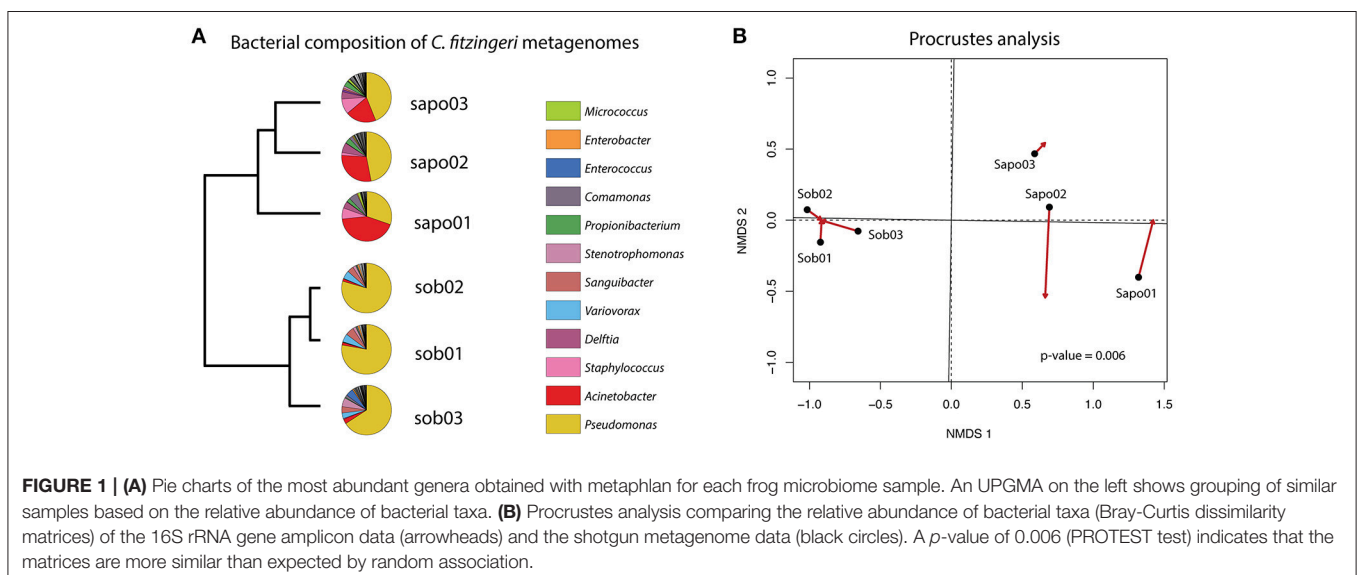 A
Bacterial composition of C. fitzingeri metagenomes
sapo03
sapo02
sapo01
sob02
sob01
sob03
Micrococcus
Enterobacter
Enterococcus
Comamonas
Propionibacterium
Stenotrophomonas
Sanguibacter
Variovorax
Delftia
Staphylococcus
Acinetobacter
Pseudomonas
B
Procrustes analysis
NMDS 2
1.0
0.5
0.0
−0.5
−1.0
Sapo03
Sob02
Sapo02
Sob03
Sob01
Sapo01
p-value = 0.006
−1.0 −0.5 0.0 0.5 1.0 1.5
NMDS 1
FIGURE 1 | (A) Pie charts of the most abundant genera obtained with metaphlan for each frog microbiome sample. An UPGMA on the left shows grouping of similar
samples based on the relative abundance of bacterial taxa. (B) Procrustes analysis comparing the relative abundance of bacterial taxa (Bray-Curtis dissimilarity
matrices) of the 16S rRNA gene amplicon data (arrowheads) and the shotgun metagenome data (black circles). A p-value of 0.006 (PROTEST test) indicates that the
matrices are more similar than expected by random association.